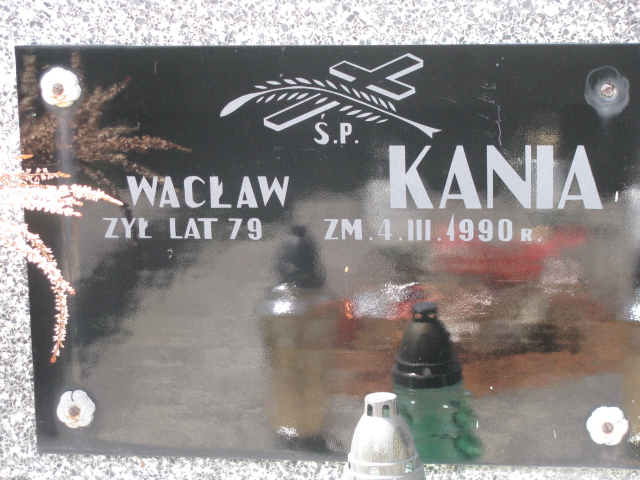 Ś.P.
WACŁAW KANIA
ŻYŁ LAT 79 ZM. 4. III. 1990 R.